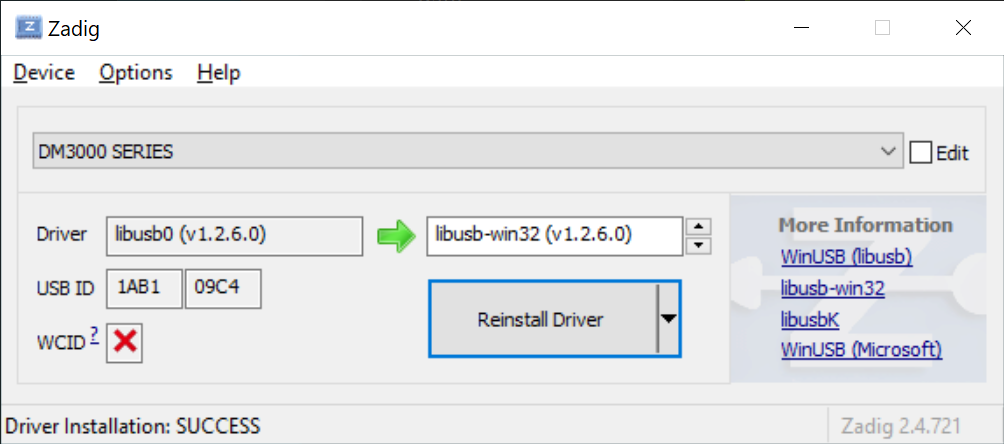 Zadig
Device Options Help
DM3000 SERIES
Edit
Driver libusb0 (v1.2.6.0) libusb-win32 (v1.2.6.0)
USB ID 1AB1 09C4
WCID ?
Reinstall Driver
More Information
WinUSB (libusb)
libusb-win32
libusbK
WinUSB (Microsoft)
Driver Installation: SUCCESS
Zadig 2.4.721